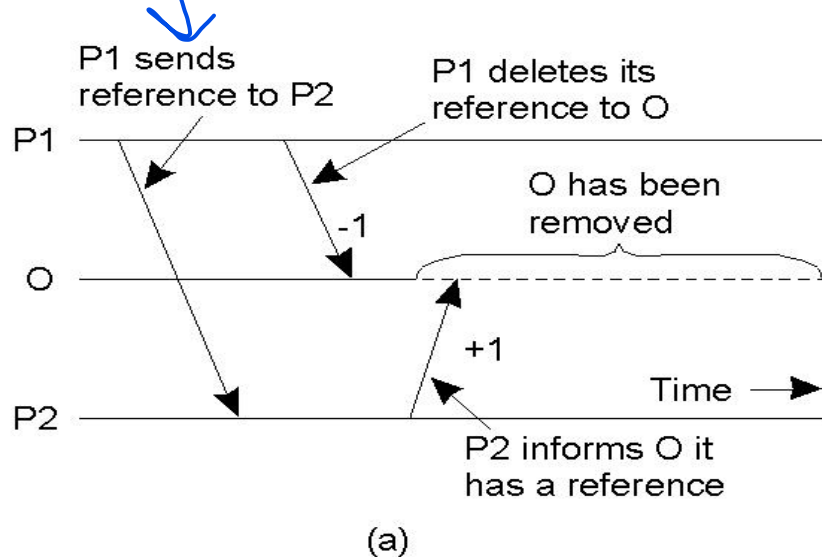 P1 sends
reference to P2
P1 deletes its
reference to O
P1
O has been
removed
-1
O
+1
Time
P2
P2 informs O it
has a reference
(a)